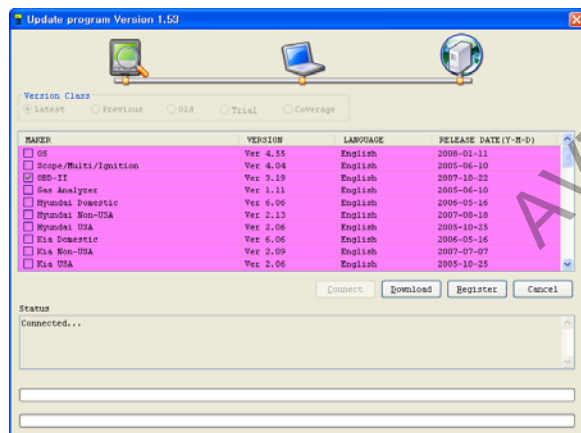 Update program Version 1.53
Version Class
Latest Previous Old Trial Coverage
MAKER VERSION LANGUAGE RELEASE DATE(Y-M-D)
OS Ver 4.55 English 2008-01-11
Scope/Multi/Ignition Ver 4.04 English 2005-06-10
OBD-II Ver 3.19 English 2007-10-22
Gas Analyzer Ver 1.11 English 2005-06-10
Hyundai Domestic Ver 6.06 English 2006-05-16
Hyundai Non-USA Ver 2.13 English 2007-08-18
Hyundai USA Ver 2.06 English 2005-10-25
Kia Domestic Ver 6.06 English 2006-05-16
Kia Non-USA Ver 2.09 English 2007-07-07
Kia USA Ver 2.06 English 2005-10-25
Connect Download Register Cancel
Status
Connected...